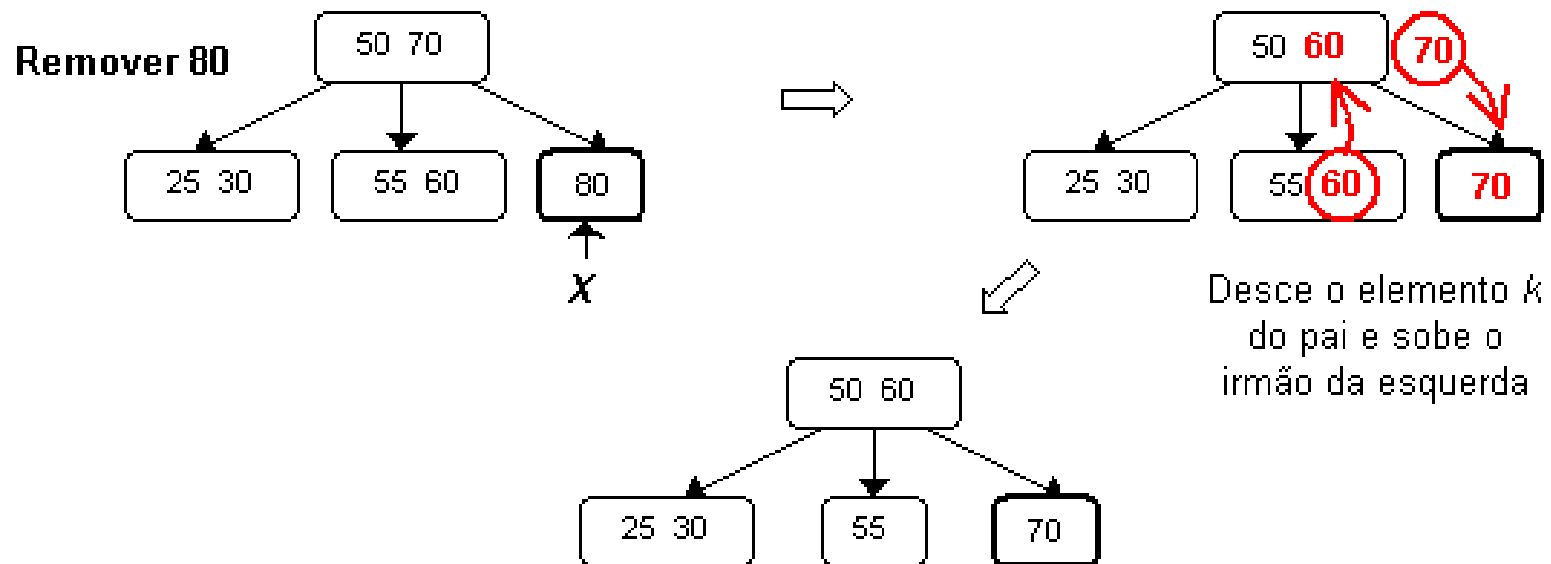 Remover 80
50 70
25 30
55 60
80
X
50 60
70
25 30
55 60
70
Desce o elemento k
do pai e sobe o
irmão da esquerda
50 60
25 30
55
70